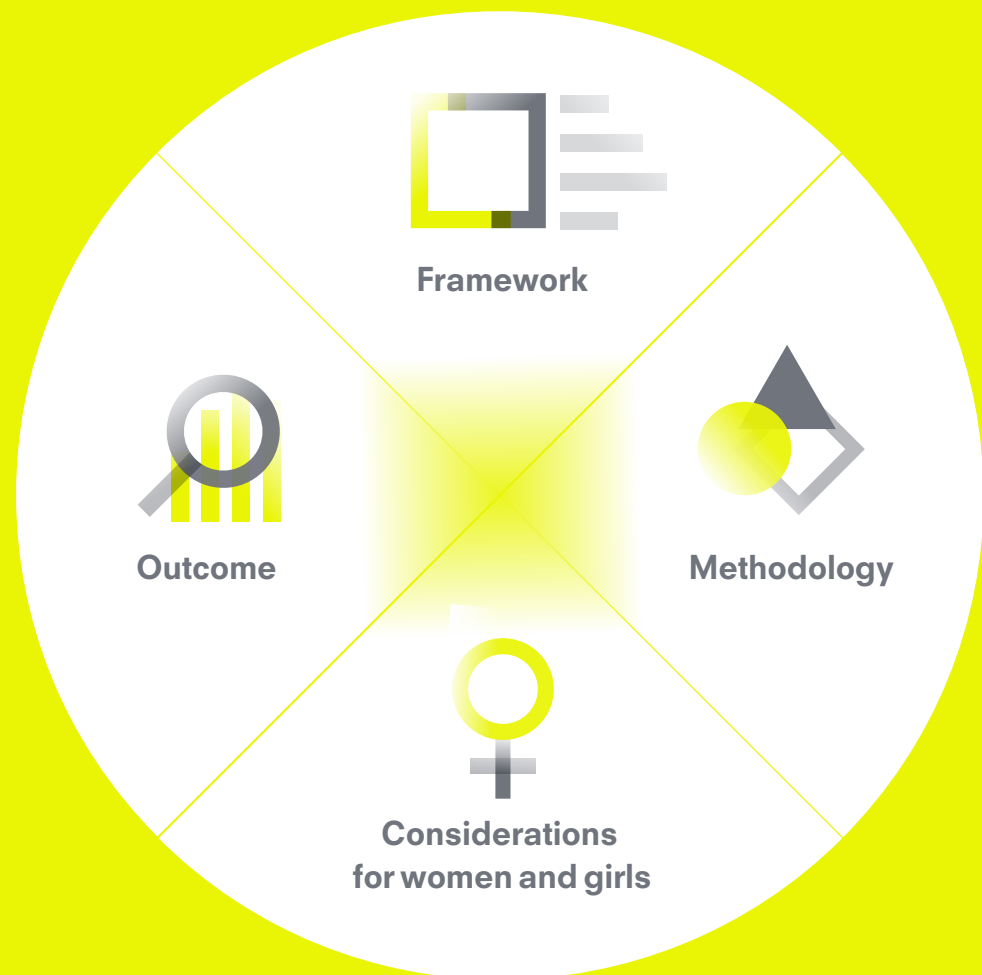 Framework
Outcome
Methodology
Considerations
for women and girls